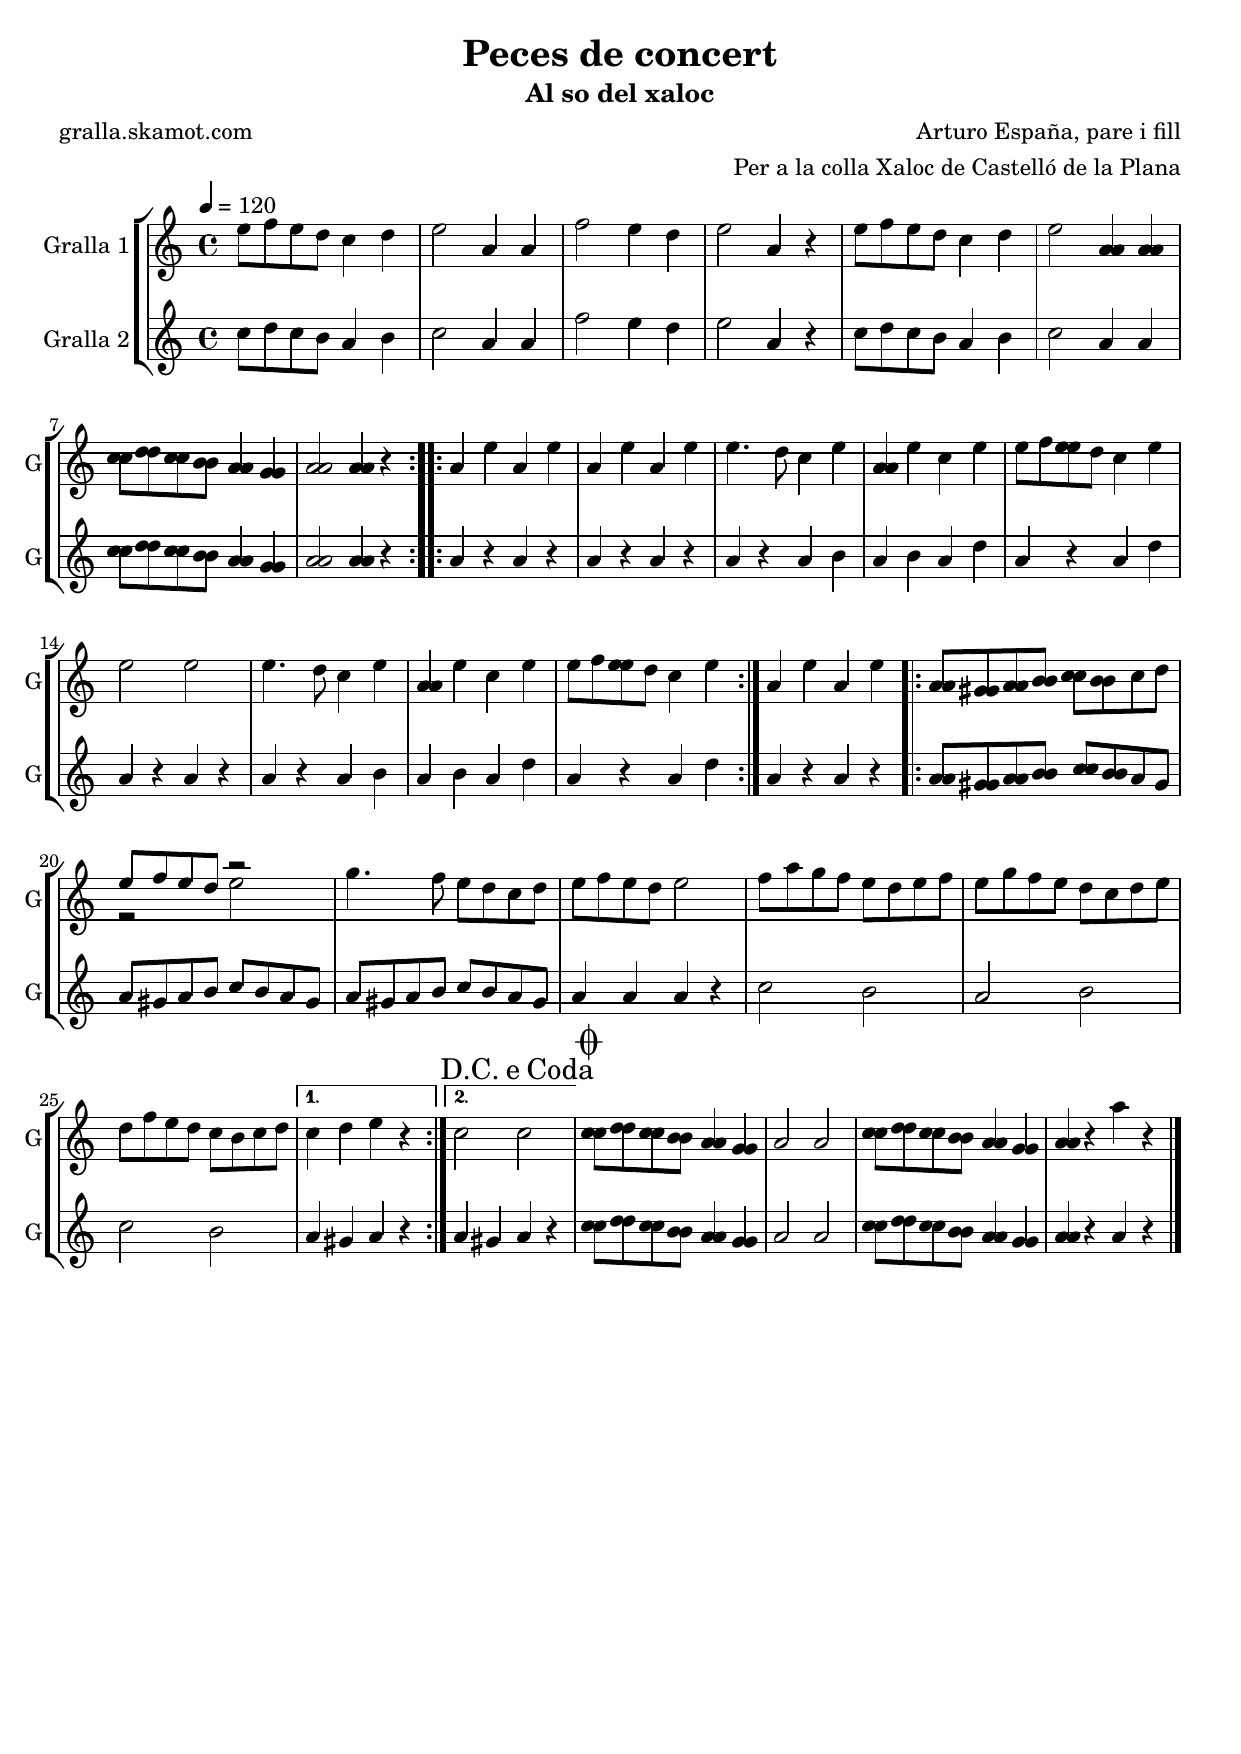 Peces de concert
Al so del xaloc
gralla.skamot.com
Arturo España, pare i fill
Per a la colla Xaloc de Castelló de la Plana
= 120
Gralla 1
Gralla 2
7
G
G
14
G
G
20
G
G
D.C. e Coda
25
1.
2.
G
G